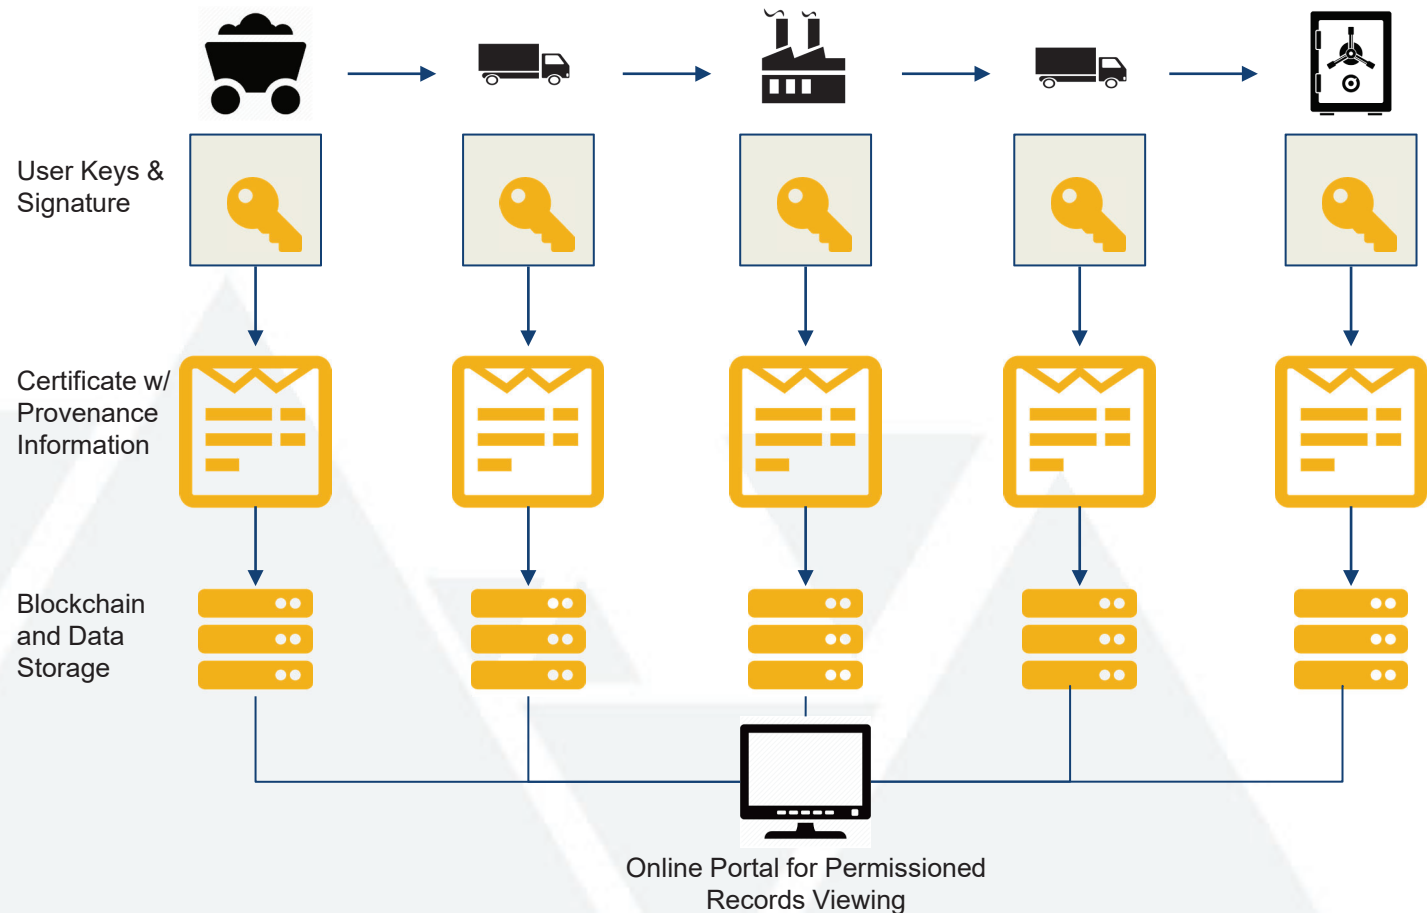 User Keys &
Signature
Certificate w/
Provenance
Information
Blockchain
and Data
Storage
Online Portal for Permissioned
Records Viewing